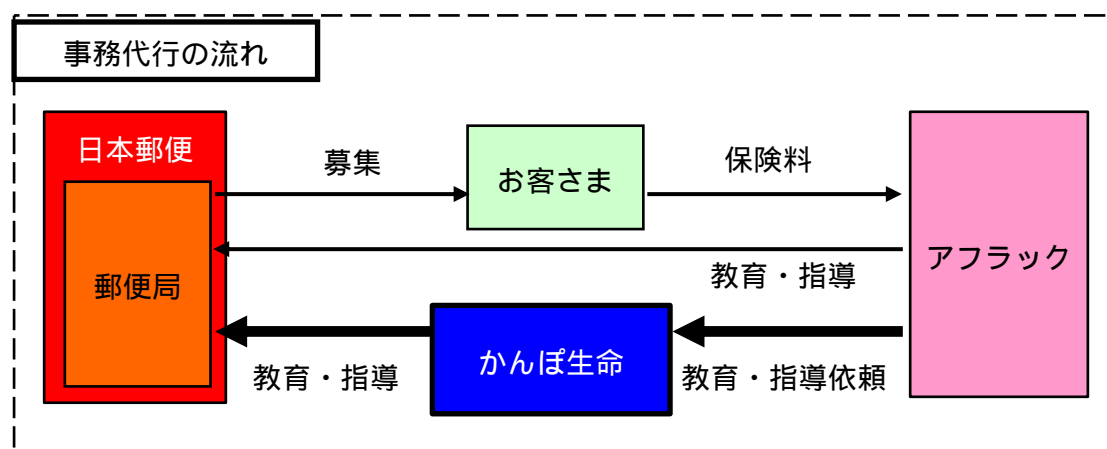 事務代行の流れ
日本郵便
募集
お客さま
保険料
アフラック
郵便局
教育・指導
かんぽ生命
教育・指導
教育・指導依頼